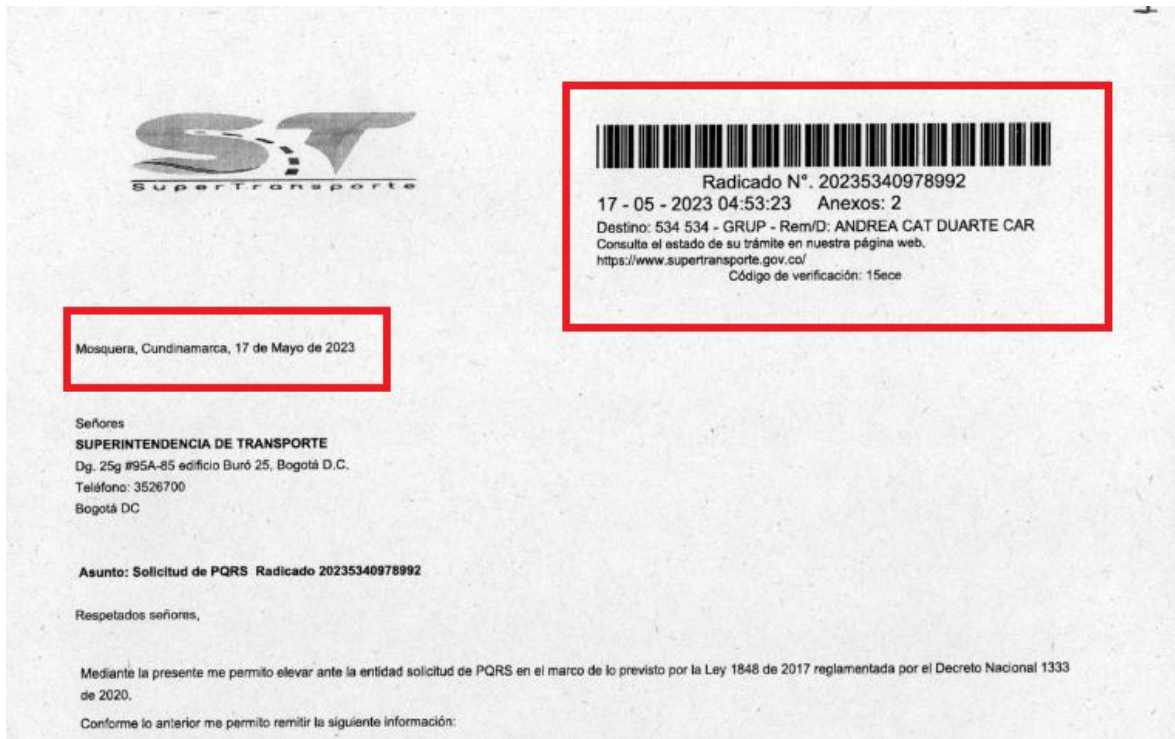 ST
SuperTransporte
Radicado N°. 20235340978992
17 - 05 - 2023 04:53:23 Anexos: 2
Destino: 534 534 - GRUP - Rem/D: ANDREA CAT DUARTE CAR
Consulte el estado de su trámite en nuestra página web.
https://www.supertransporte.gov.co/
Código de verificación: 15ece
Mosquera, Cundinamarca, 17 de Mayo de 2023
Señores
SUPERINTENDENCIA DE TRANSPORTE
Dg. 25g #95A-85 edificio Buró 25, Bogotá D.C.
Teléfono: 3526700
Bogotá DC
Asunto: Solicitud de PQRS Radicado 20235340978992
Respetados señores,
Mediante la presente me permito elevar ante la entidad solicitud de PQRS en el marco de lo previsto por la Ley 1848 de 2017 reglamentada por el Decreto Nacional 1333
de 2020.
Conforme lo anterior me permito remitir la siguiente información: